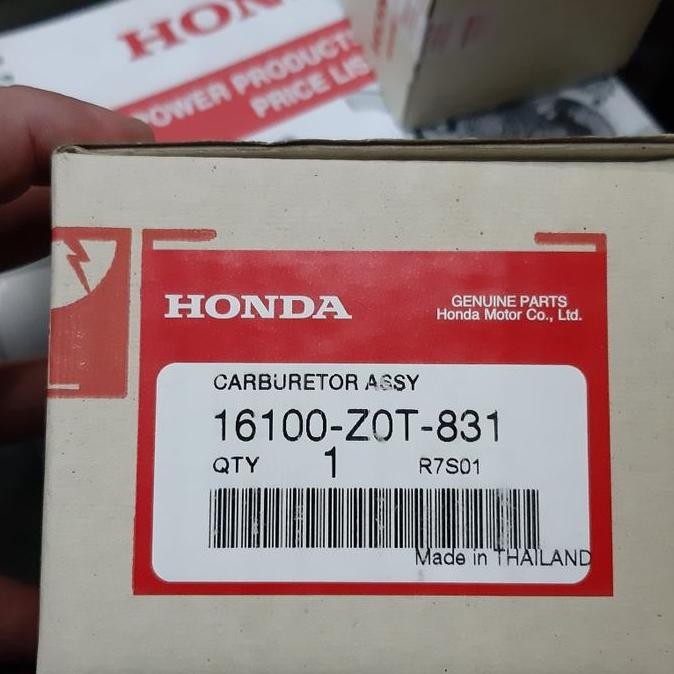 HON
POWER PRODUCT
PRICE LIS
HONDA
GENUINE PARTS
Honda Motor Co., Ltd.
CARBURETOR ASSY
16100-Z0T-831
QTY 1 R7S01
Made in THAILAND